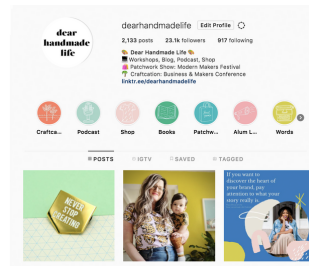 dear
handmade
life
dearhandmadelife Edit Profile
2,133 posts 23.1k followers 917 following
Dear Handmade Life
Workshops, Blog, Podcast, Shop
Patchwork Show: Modern Makers Festival
Craftcation: Business & Makers Conference
linktr.ee/dearhandmadelife
Craftca... Podcast Shop Books Patchw... Alum L... Words
POSTS IGTV SAVED TAGGED
NEVER
STOP
CREATING
If you want to
discover the heart of
your brand, pay
attention to what your
story really is